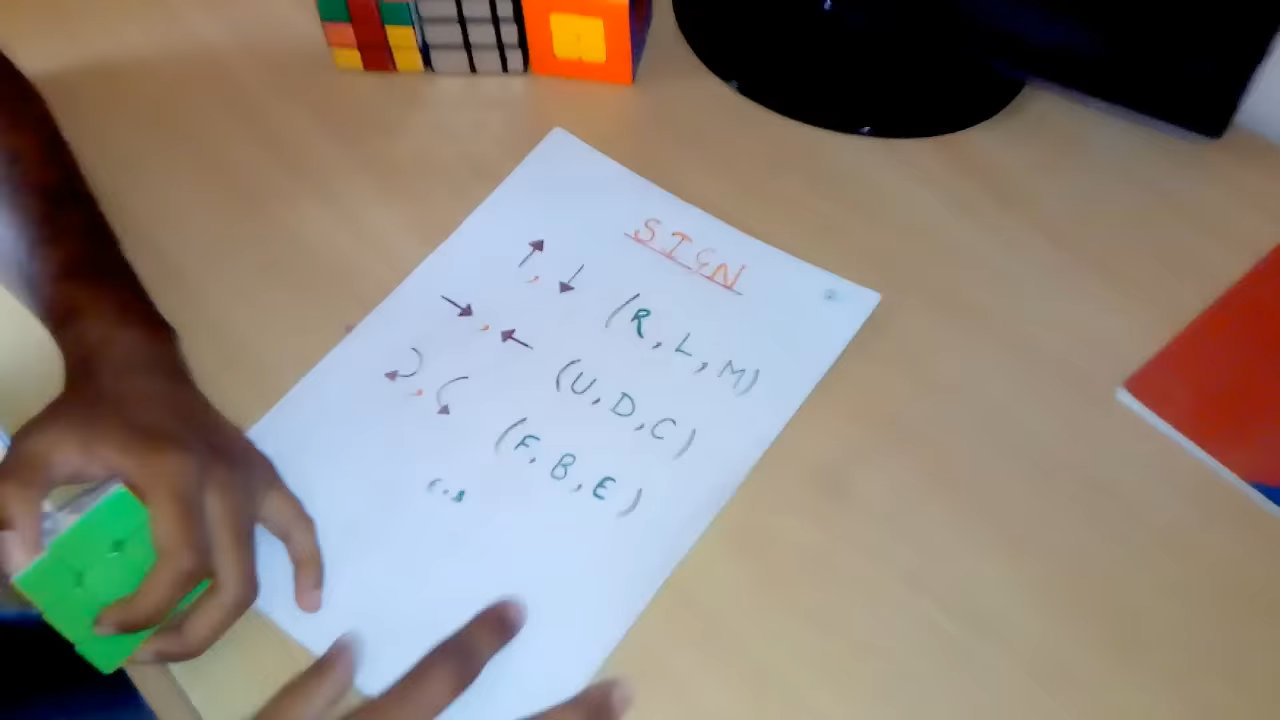 SIGN
↑, ↓ (R, L, M)
→, ← (U, D, C)
(F, B, E)